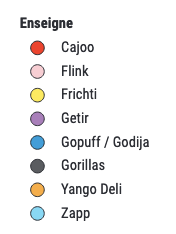 Enseigne
Cajoo
Flink
Frichti
Getir
Gopuff / Godija
Gorillas
Yango Deli
Zapp